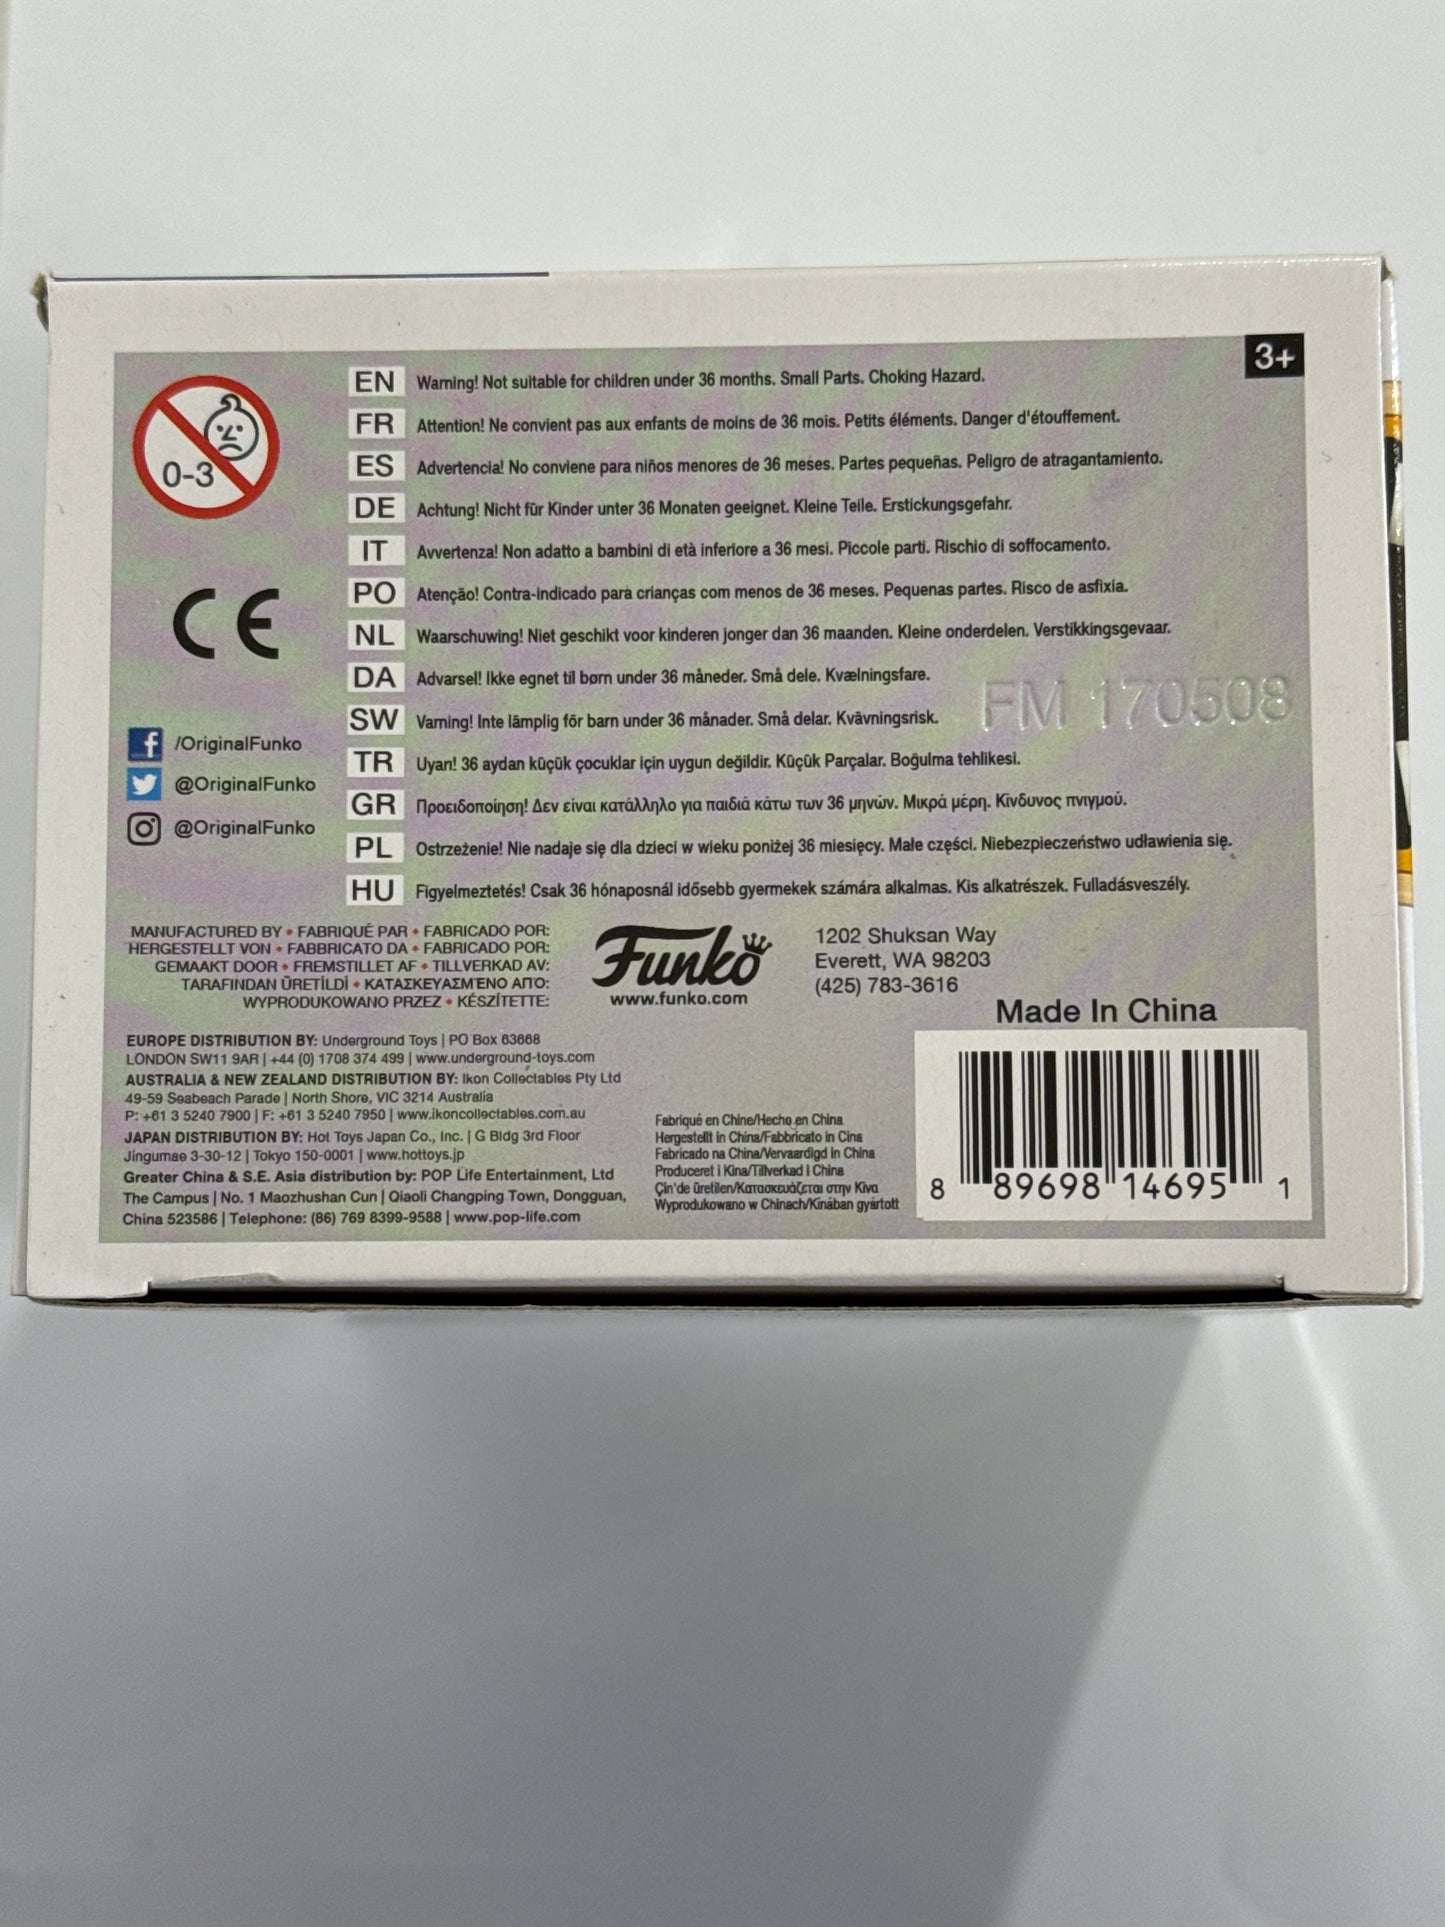 3+
0-3
EN Warning! Not suitable for children under 36 months. Small Parts. Choking Hazard.
FR Attention! Ne convient pas aux enfants de moins de 36 mois. Petits éléments. Danger d'étouffement.
ES Advertencia! No conviene para niños menores de 36 meses. Partes pequeñas. Peligro de atragantamiento.
DE Achtung! Nicht für Kinder unter 36 Monaten geeignet. Kleine Teile. Erstickungsgefahr.
IT Avvertenza! Non adatto a bambini di età inferiore a 36 mesi. Piccole parti. Rischio di soffocamento.
PO Atenção! Contra-indicado para crianças com menos de 36 meses. Pequenas partes. Risco de asfixia.
NL Waarschuwing! Niet geschikt voor kinderen jonger dan 36 maanden. Kleine onderdelen. Verstikkingsgevaar.
DA Advarsel! Ikke egnet til børn under 36 måneder. Små dele. Kvælningsfare.
SW Varning! Inte lämplig för barn under 36 månader. Små delar. Kvävningsrisk.
TR Uyarı! 36 aydan küçük çocuklar için uygun değildir. Küçük Parçalar. Boğulma tehlikesi.
GR Προειδοποίηση! Δεν είναι κατάλληλο για παιδιά κάτω των 36 μηνών. Μικρά μέρη. Κίνδυνος πνιγμού.
PL Ostrzeżenie! Nie nadaje się dla dzieci w wieku poniżej 36 miesięcy. Małe części. Niebezpieczeństwo udławienia się.
HU Figyelmeztetés! Csak 36 hónaposnál idősebb gyermekek számára alkalmas. Kis alkatrészek. Fulladásveszély.
FM 170508
CE
/OriginalFunko
@OriginalFunko
@OriginalFunko
MANUFACTURED BY • FABRIQUÉ PAR • FABRICADO POR:
HERGESTELLT VON • FABBRICATO DA • FABRICADO POR:
GEMAAKT DOOR • FREMSTILLET AF • TILLVERKAD AV:
TARAFINDAN ÜRETİLDİ • ΚΑΤΑΣΚΕΥΑΣΜΈΝΟ ΑΠΌ:
WYPRODUKOWANO PRZEZ • KÉSZÍTETTE:
Funko
www.funko.com
1202 Shuksan Way
Everett, WA 98203
(425) 783-3616
Made In China
EUROPE DISTRIBUTION BY: Underground Toys | PO Box 63668
LONDON SW11 9AR | +44 (0) 1708 374 499 | www.underground-toys.com
AUSTRALIA & NEW ZEALAND DISTRIBUTION BY: Ikon Collectables Pty Ltd
49-59 Seabeach Parade | North Shore, VIC 3214 Australia
P: +61 3 5240 7900 | F: +61 3 5240 7950 | www.ikoncollectables.com.au
JAPAN DISTRIBUTION BY: Hot Toys Japan Co., Inc. | G Bldg 3rd Floor
Jingumae 3-30-12 | Tokyo 150-0001 | www.hottoys.jp
Greater China & S.E. Asia distribution by: POP Life Entertainment, Ltd
The Campus | No. 1 Maozhushan Cun | Qiaoli Changping Town, Dongguan,
China 523586 | Telephone: (86) 769 8399-9588 | www.pop-life.com
Fabriqué en Chine/Hecho en China
Hergestellt in China/Fabbricato in Cina
Fabricado na China/Vervaardigd in China
Produceret i Kina/Tillverkad i China
Çin'de üretilen/Κατασκευάζεται στην Κίνα
Wyprodukowano w Chinach/Kínában gyártott
8 89698 14695 1